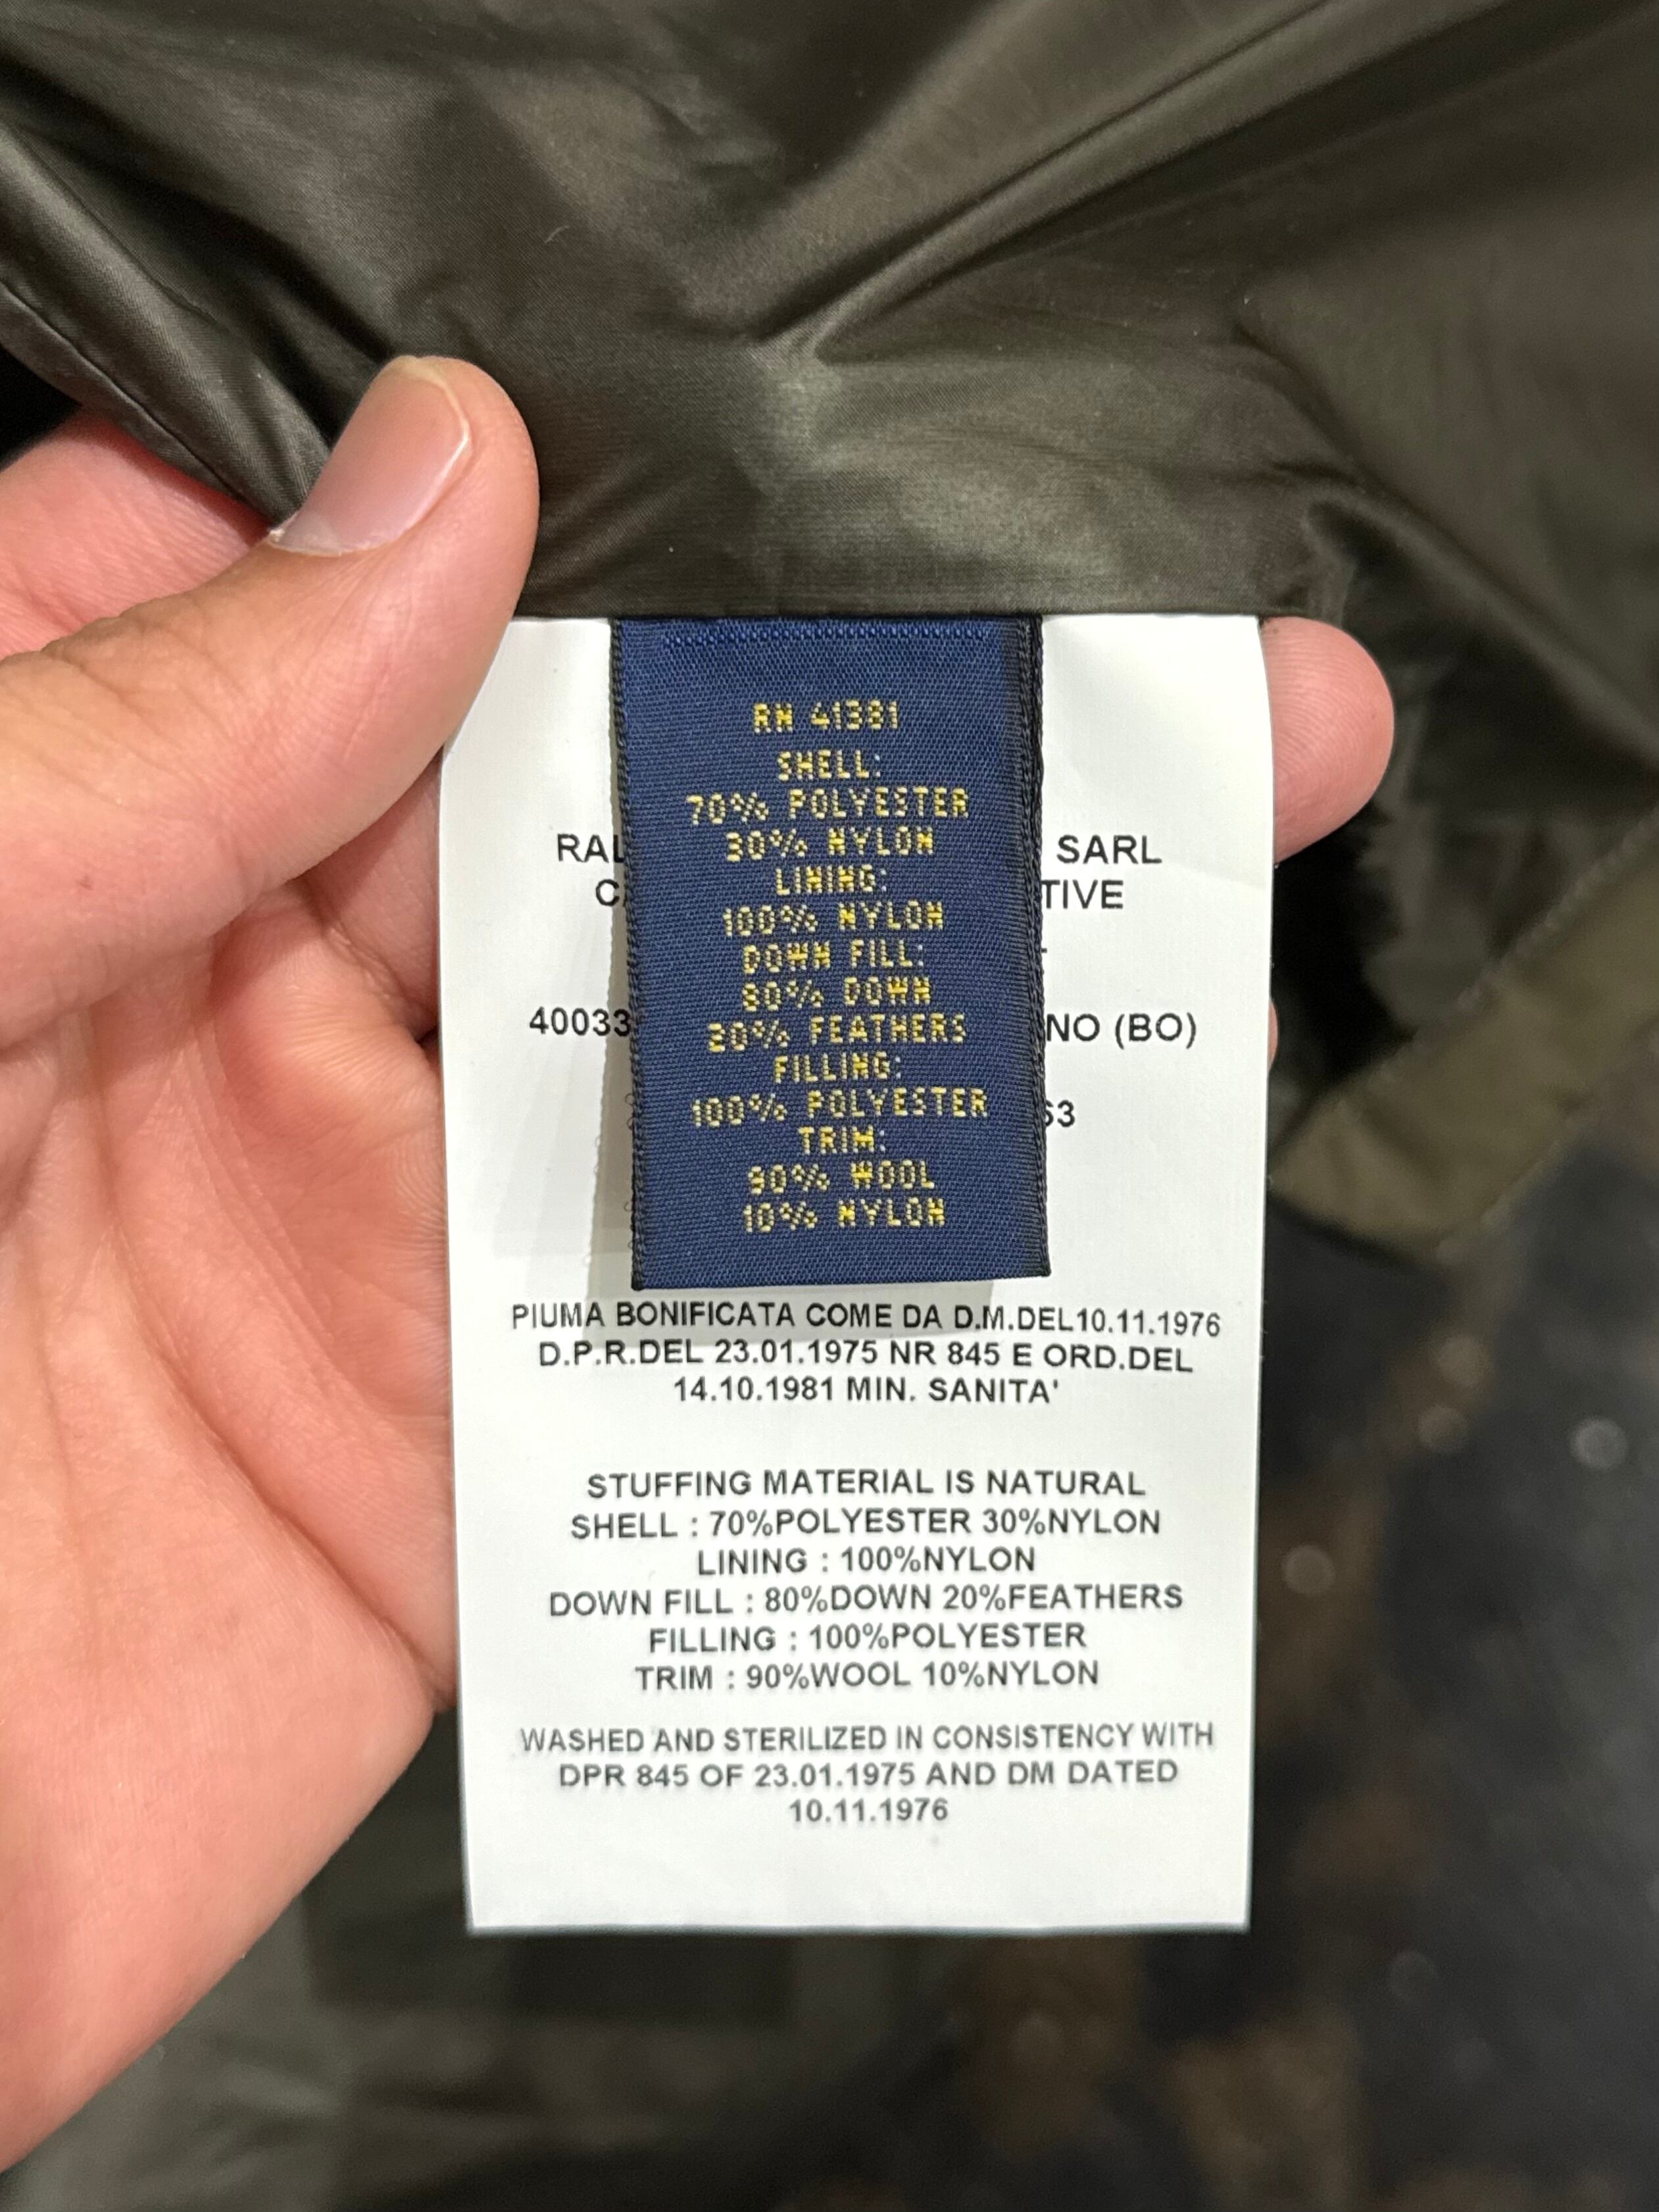 RN 41381
SHELL:
70% POLYESTER
30% NYLON
LINING:
100% NYLON
DOWN FILL:
80% DOWN
20% FEATHERS
FILLING:
100% POLYESTER
TRIM:
90% WOOL
10% NYLON
SARL
40033
(BO)
PIUMA BONIFICATA COME DA D.M.DEL10.11.1976
D.P.R.DEL 23.01.1975 NR 845 E ORD.DEL
14.10.1981 MIN. SANITA'
STUFFING MATERIAL IS NATURAL
SHELL : 70%POLYESTER 30%NYLON
LINING : 100%NYLON
DOWN FILL : 80%DOWN 20%FEATHERS
FILLING : 100%POLYESTER
TRIM : 90%WOOL 10%NYLON
WASHED AND STERILIZED IN CONSISTENCY WITH
DPR 845 OF 23.01.1975 AND DM DATED
10.11.1976